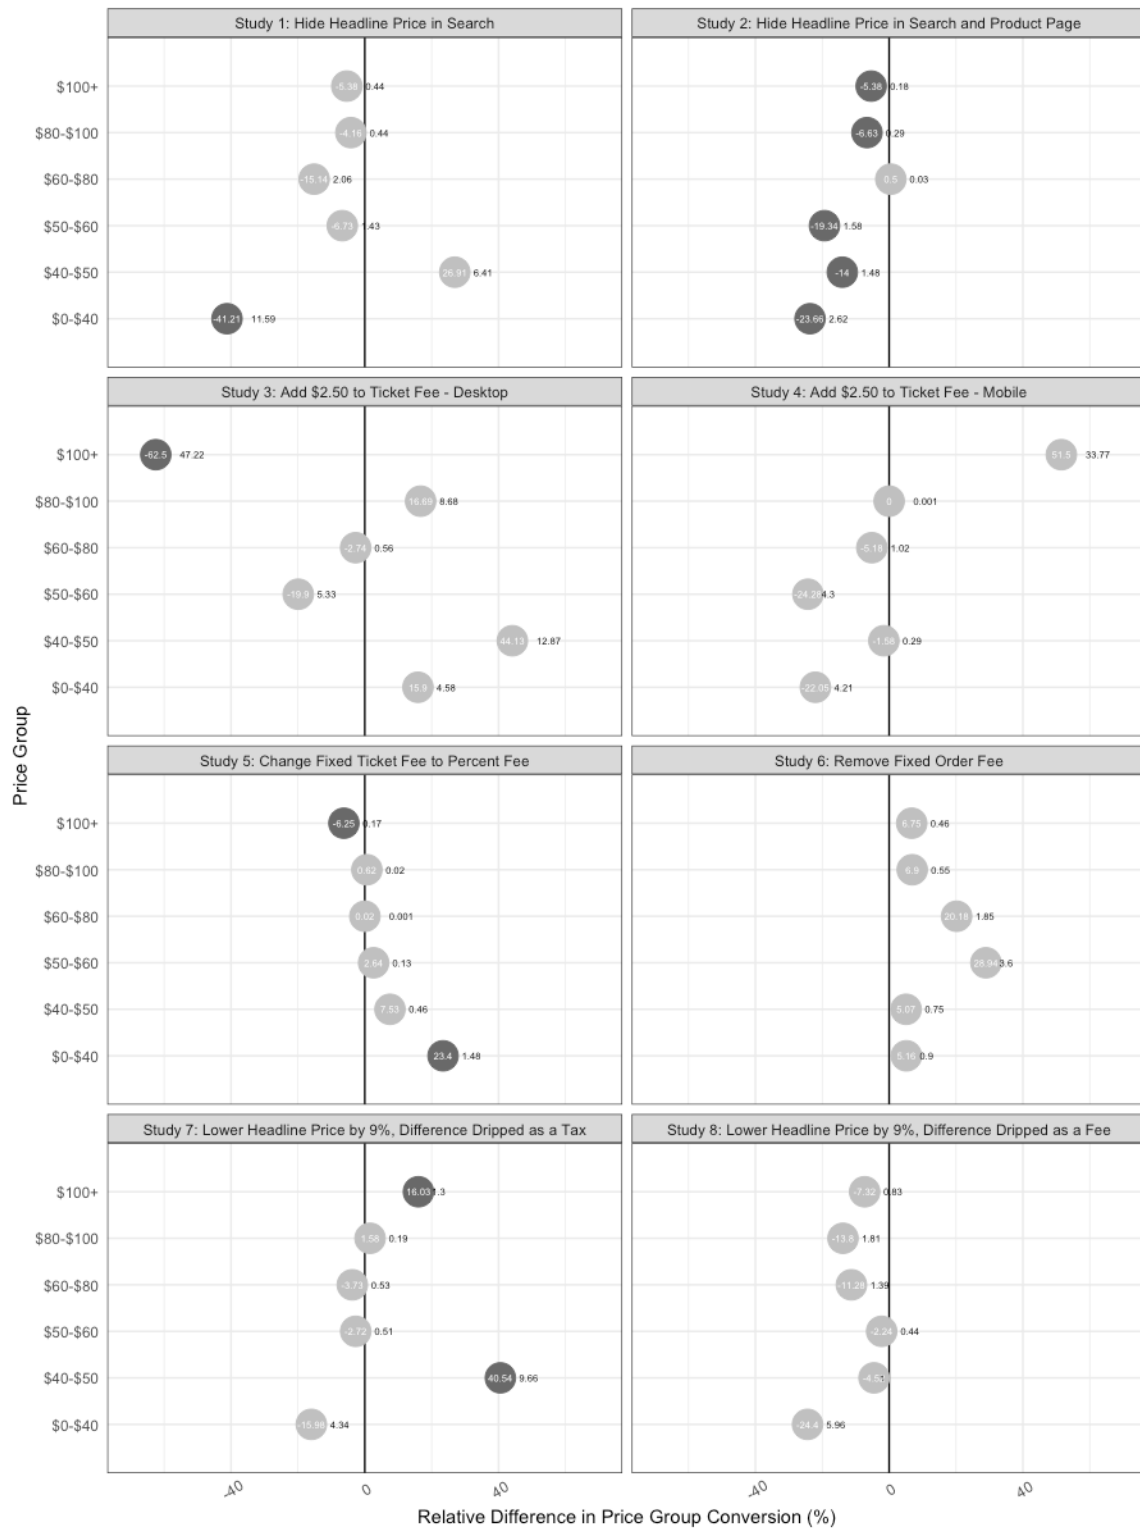 Study 1: Hide Headline Price in Search
Study 2: Hide Headline Price in Search and Product Page
$100+ -5.38 0.44 -5.38 0.18
$80-$100 -4.16 0.44 -6.63 0.29
$60-$80 -15.14 2.06 0.5 0.03
$50-$60 -6.73 1.43 -19.34 1.58
$40-$50 26.91 6.41 -14 1.48
$0-$40 -41.21 11.59 -23.66 2.62
Study 3: Add $2.50 to Ticket Fee - Desktop
Study 4: Add $2.50 to Ticket Fee - Mobile
$100+ -62.5 47.22 51.5 33.77
$80-$100 16.69 8.68 0 0.001
$60-$80 -2.74 0.56 -5.18 1.02
$50-$60 -19.9 5.33 -24.26 4.3
$40-$50 44.13 12.87 -1.58 0.29
$0-$40 15.9 4.58 -22.05 4.21
Price Group
Study 5: Change Fixed Ticket Fee to Percent Fee
Study 6: Remove Fixed Order Fee
$100+ -6.25 0.17 6.75 0.46
$80-$100 0.62 0.02 6.9 0.55
$60-$80 0.02 0.001 20.18 1.85
$50-$60 2.64 0.13 28.94 3.6
$40-$50 7.53 0.46 5.07 0.75
$0-$40 23.4 1.48 5.16 0.9
Study 7: Lower Headline Price by 9%, Difference Dripped as a Tax
Study 8: Lower Headline Price by 9%, Difference Dripped as a Fee
$100+ 16.03 1.3 -7.32 0.83
$80-$100 1.58 0.19 -13.8 1.81
$60-$80 -3.73 0.53 -11.28 1.39
$50-$60 -2.72 0.51 -2.24 0.44
$40-$50 40.54 9.66
$0-$40 -15.98 4.34 -24.4 5.96
-40 0 40 -40 0 40
Relative Difference in Price Group Conversion (%)